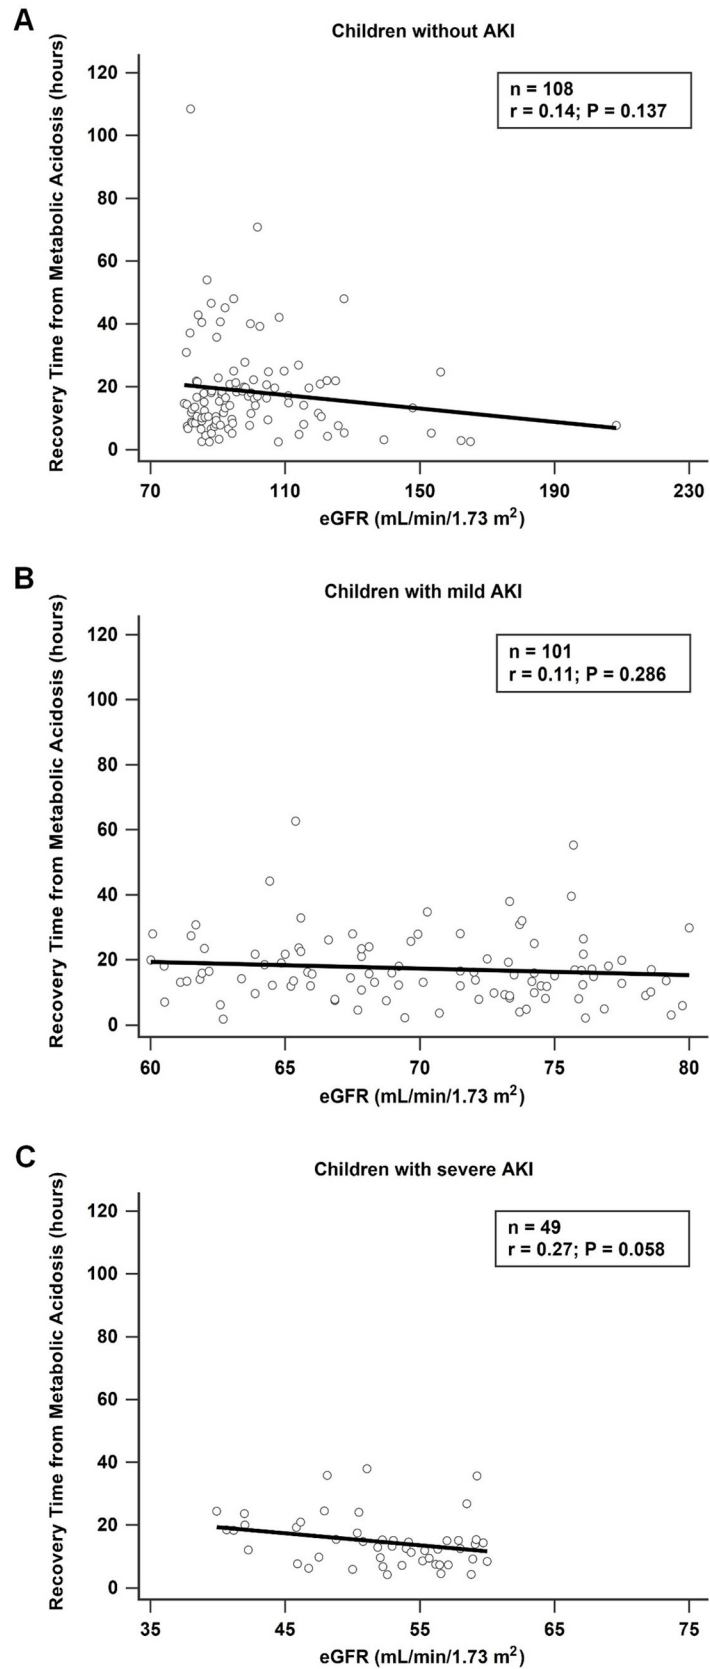 A
Children without AKI
Recovery Time from Metabolic Acidosis (hours)
120
100
80
60
40
20
0
n = 108
r = 0.14; P = 0.137
70 110 150 190 230
eGFR (mL/min/1.73 m²)
B
Children with mild AKI
Recovery Time from Metabolic Acidosis (hours)
120
100
80
60
40
20
0
n = 101
r = 0.11; P = 0.286
60 65 70 75 80
eGFR (mL/min/1.73 m²)
C
Children with severe AKI
Recovery Time from Metabolic Acidosis (hours)
120
100
80
60
40
20
0
n = 49
r = 0.27; P = 0.058
35 45 55 65 75
eGFR (mL/min/1.73 m²)